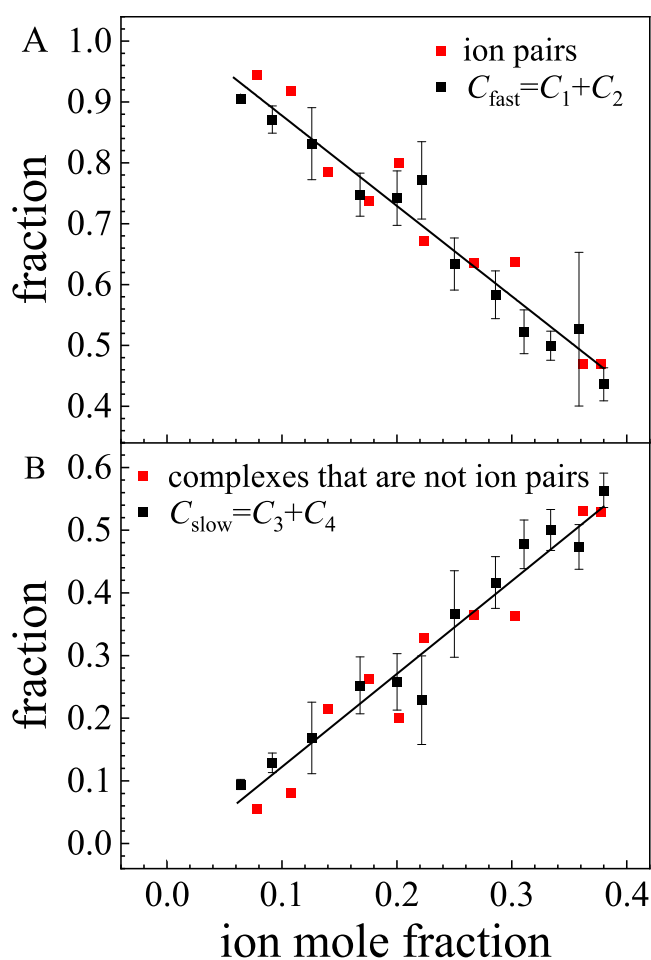 A
1.0
ion pairs
C_fast=C_1+C_2
0.9
0.8
0.7
0.6
0.5
0.4
fraction
B
0.6
complexes that are not ion pairs
C_slow=C_3+C_4
0.5
0.4
0.3
0.2
0.1
0.0
fraction
0.0 0.1 0.2 0.3 0.4
ion mole fraction